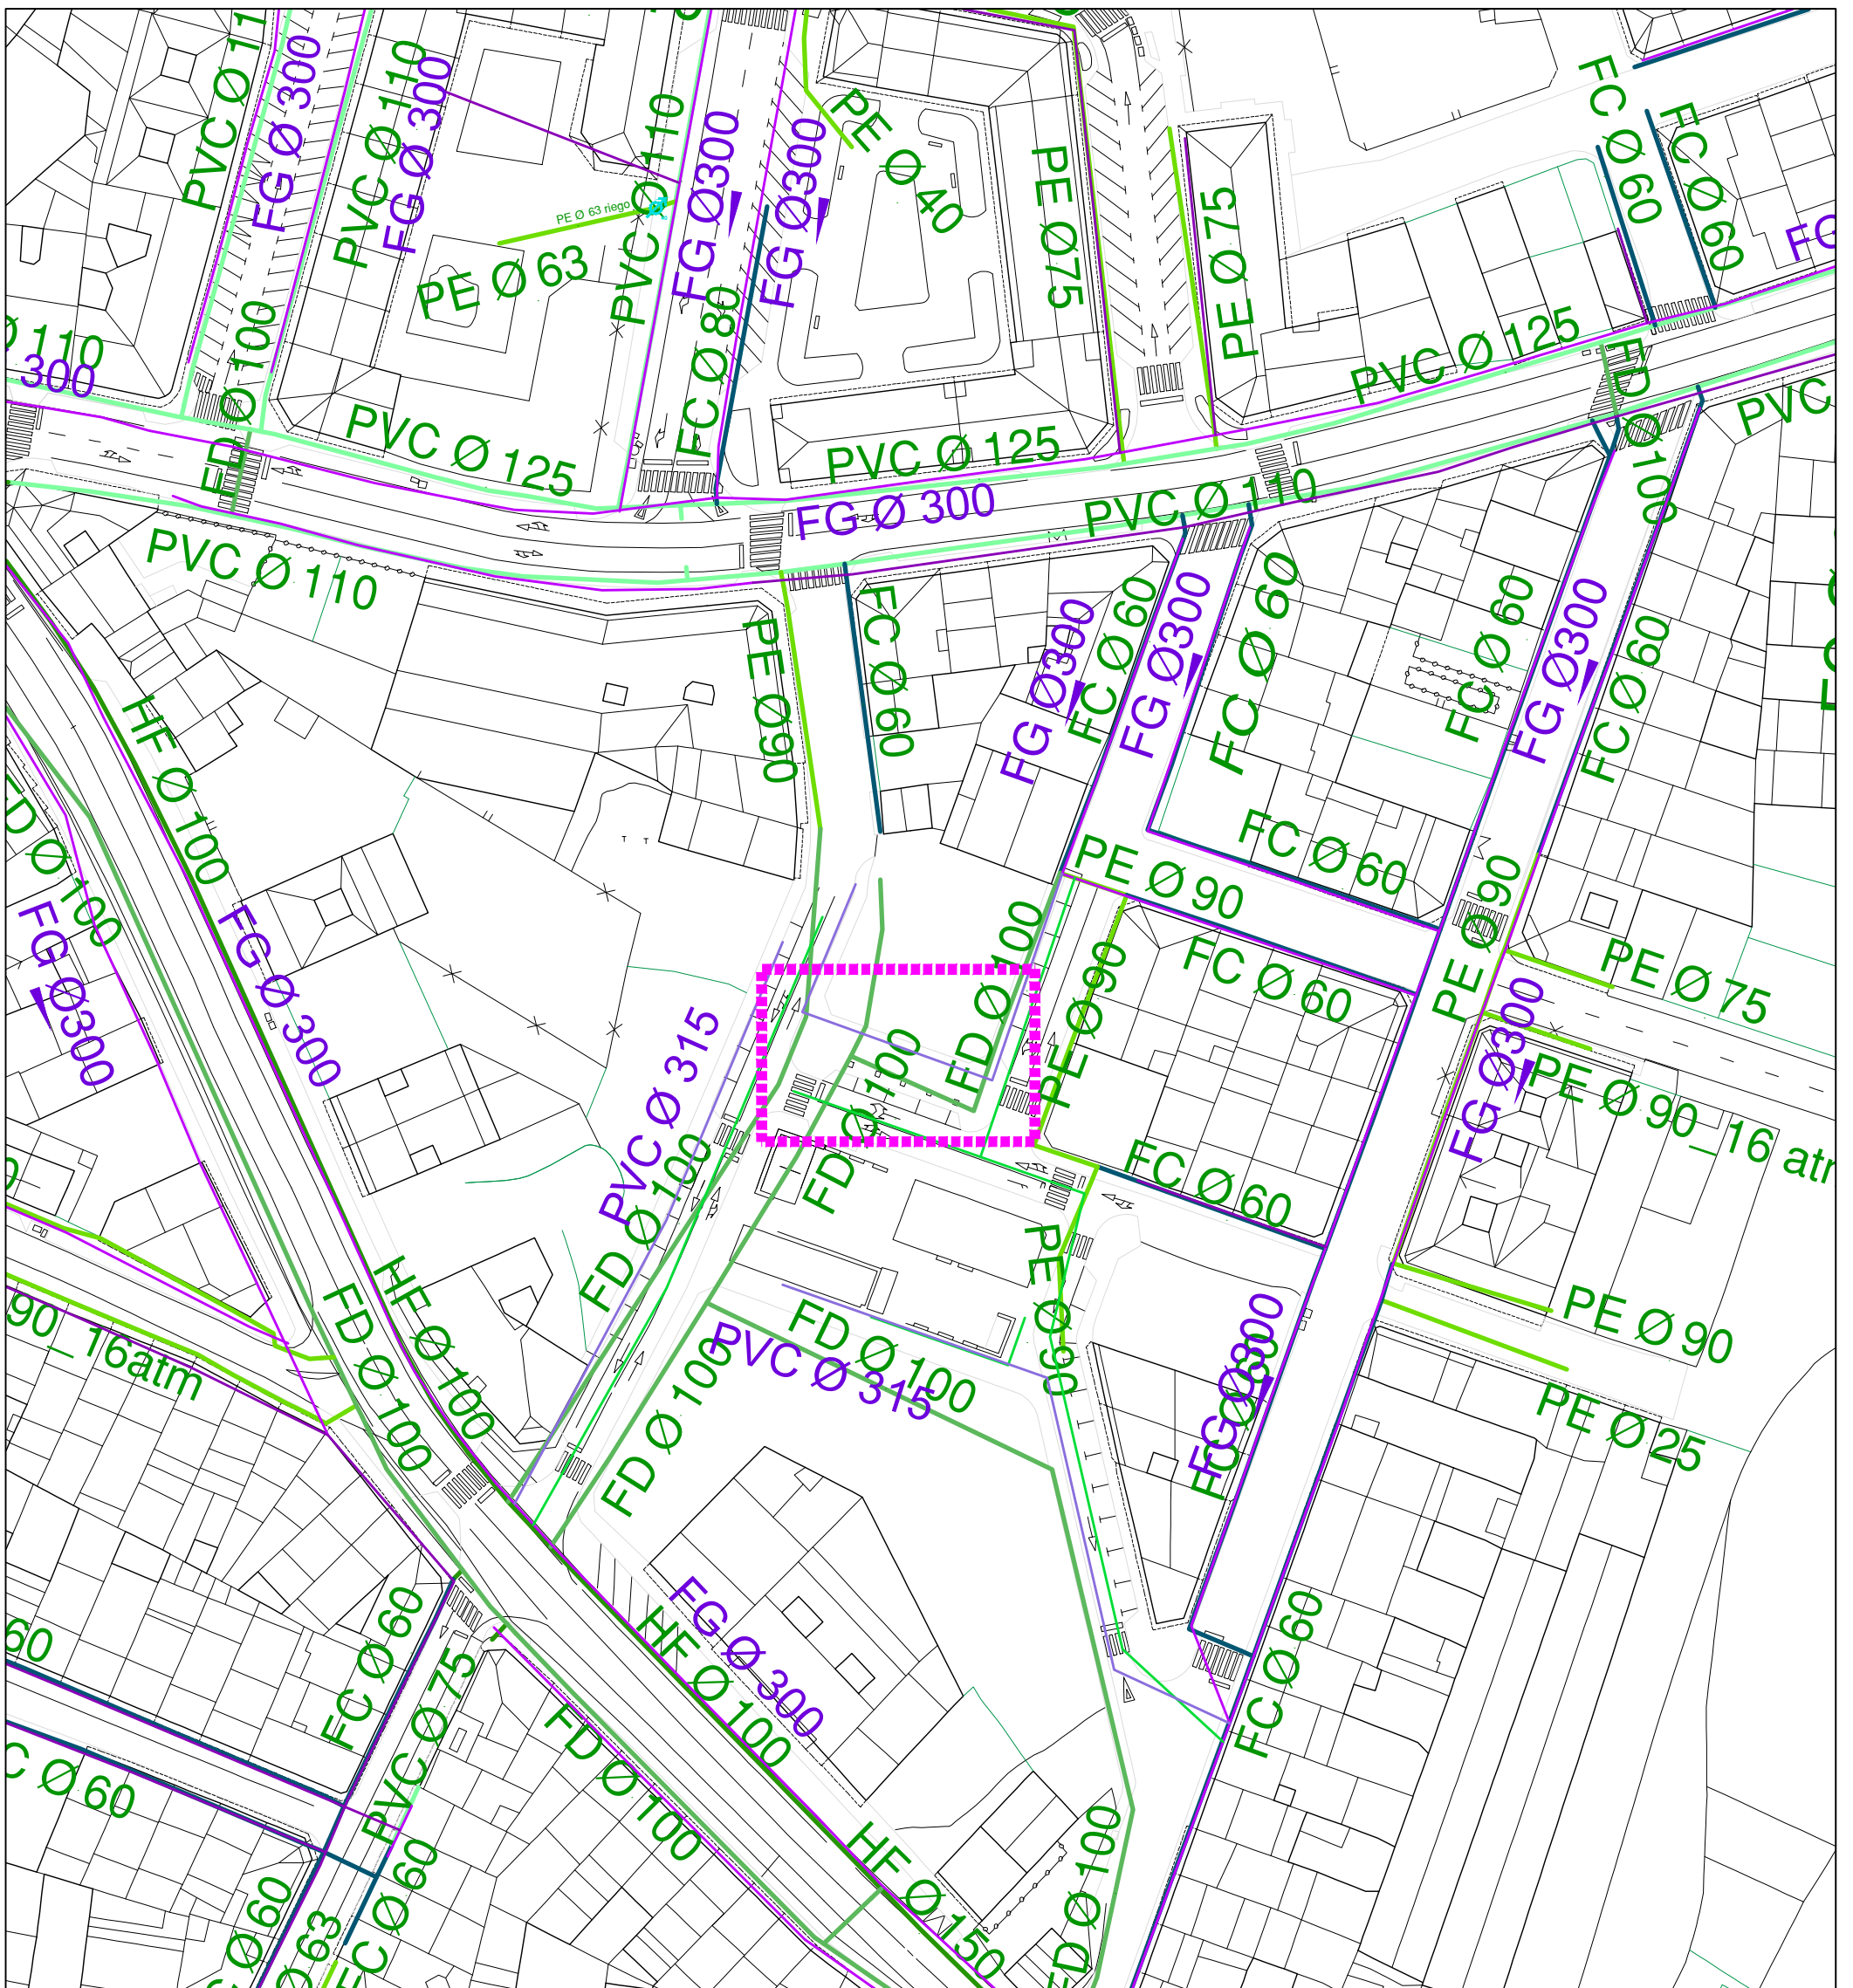 PVC Ø 1
FG Ø 300
PVC Ø 110
FG Ø 300
PVC Ø 110
FG Ø300
FG Ø300
PE Ø 40
PE Ø75
PE Ø 75
FC Ø 60
FC Ø 60
FG
PE Ø 63 riego
PE Ø 63
FC Ø 80
Ø 110
300
FD Ø 100
PVC Ø 125
PVC Ø 125
PVC Ø 125
FD Ø 100
PVC
FG Ø 300
PVC Ø 110
PVC Ø 110
PE Ø90
FC Ø 60
FG Ø300
FC Ø 60
FG Ø300
FC Ø 60
FC Ø 60
FG Ø300
FC Ø 60
HF Ø 100
FD Ø 100
FG Ø300
FG Ø 300
PE Ø 90
FC Ø 60
PE Ø 90
PE Ø 75
FD Ø 100
PE Ø 90
FC Ø 60
FG Ø300
PE Ø 90_16 atm
PVC Ø 315
FD Ø 100
FD Ø 100
FC Ø 60
PE Ø 90
HF Ø 100
FD Ø 100
90_16atm
FD Ø 100
PVC Ø 315
FD Ø 100
PE Ø 90
FG Ø300
PE Ø 25
FC Ø 60
FC Ø 60
PVC Ø 75
FG Ø 300
HF Ø 100
FD Ø 100
60
C Ø 60
FC Ø 60
Ø 60
Ø 63
HF Ø 150
FD Ø 100